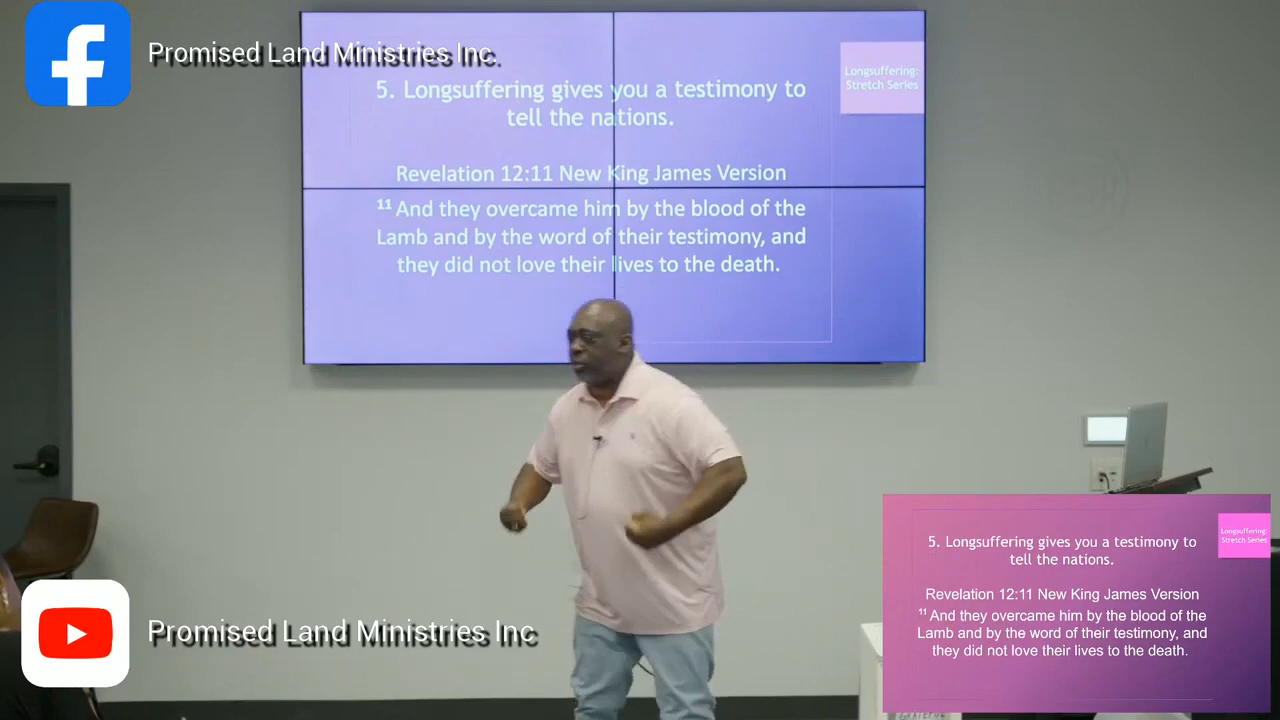 Promised Land Ministries Inc.
5. Longsuffering gives you a testimony to
tell the nations.
Longsuffering:
Stretch Series
Revelation 12:11 New King James Version
11 And they overcame him by the blood of the
Lamb and by the word of their testimony, and
they did not love their lives to the death.
Promised Land Ministries Inc
5. Longsuffering gives you a testimony to
tell the nations.
Longsuffering:
Stretch Series
Revelation 12:11 New King James Version
11 And they overcame him by the blood of the
Lamb and by the word of their testimony, and
they did not love their lives to the death.